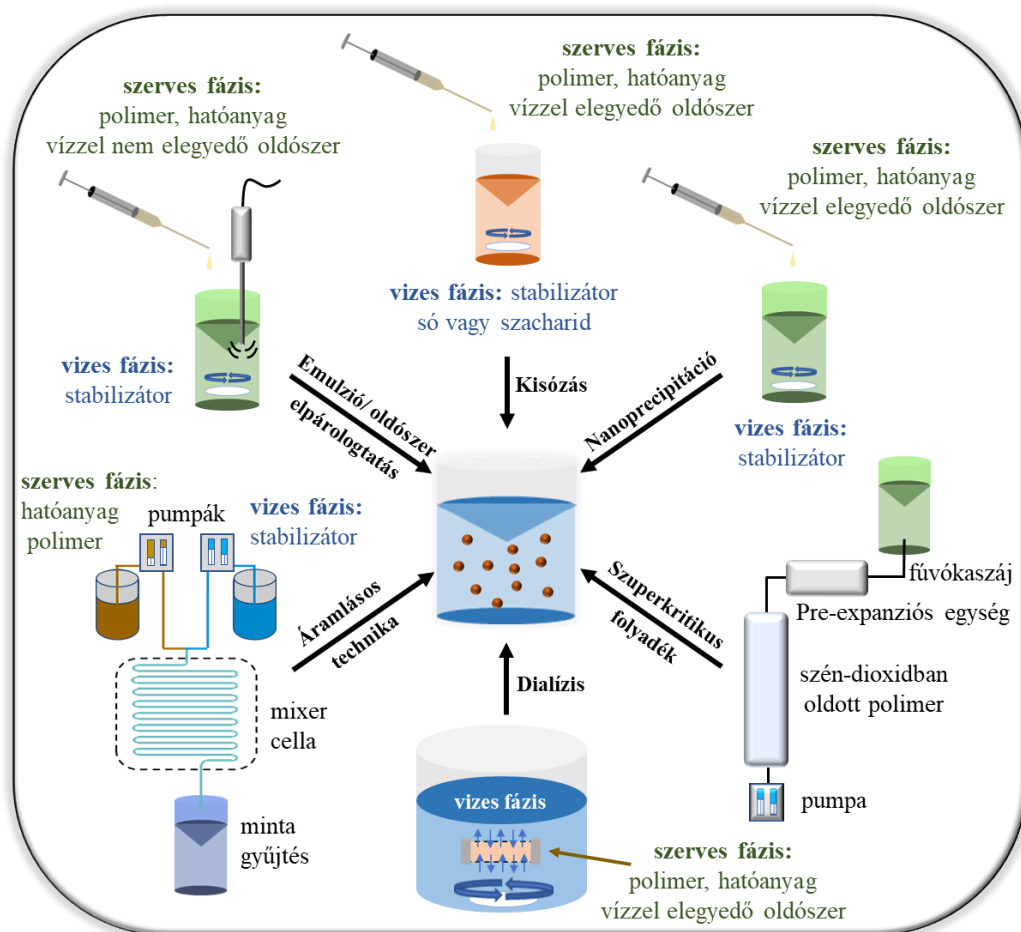 szerves fázis:
polimer, hatóanyag
vízzel elegyedő oldószer
szerves fázis:
polimer, hatóanyag
vízzel nem elegyedő oldószer
szerves fázis:
polimer, hatóanyag
vízzel elegyedő oldószer
vizes fázis: stabilizátor
só vagy szacharid
vizes fázis:
stabilizátor
Emulzió/ oldószer
elpárologtatás
Kisózás
Nanoprecipitáció
vizes fázis:
stabilizátor
szerves fázis:
hatóanyag
polimer
pumpák
vizes fázis:
stabilizátor
Áramlásos
technika
mixer
cella
minta
gyűjtés
Szuperkritikus
folyadék
fúvókaszáj
Pre-expanziós egység
szén-dioxidban
oldott polimer
pumpa
Dialízis
vizes fázis
szerves fázis:
polimer, hatóanyag
vízzel elegyedő oldószer